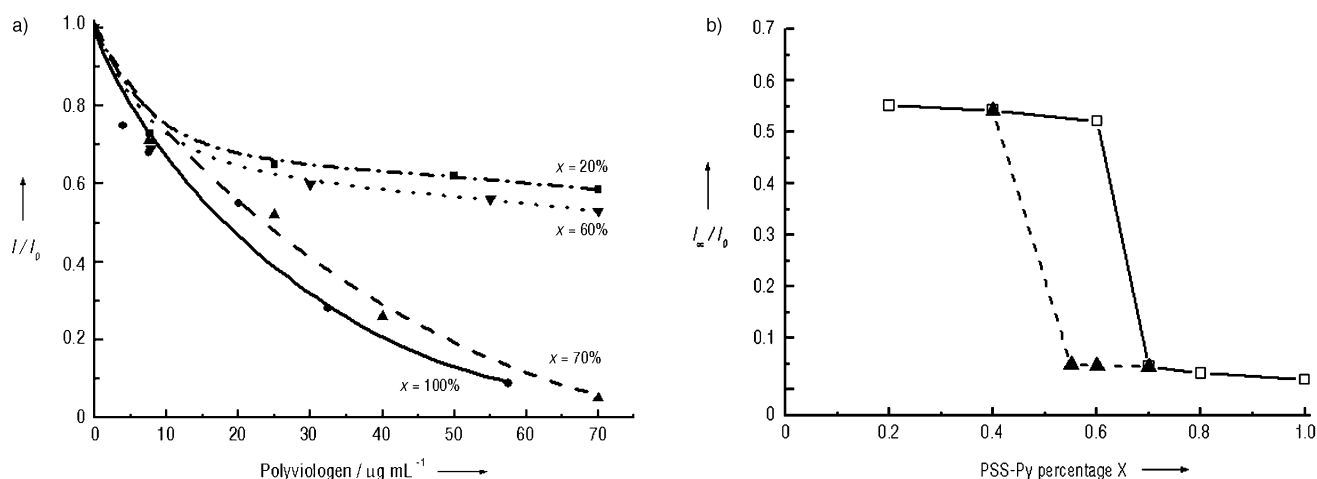 a)
1.0
0.8
0.6
0.4
0.2
0
I / I0
0
10
20
30
40
50
60
70
Polyviologen / µg mL-1
x = 20%
x = 60%
x = 70%
x = 100%
b)
0.7
0.6
0.5
0.4
0.3
0.2
0.1
0
I∞ / I0
0
0.2
0.4
0.6
0.8
1.0
PSS-Py percentage X